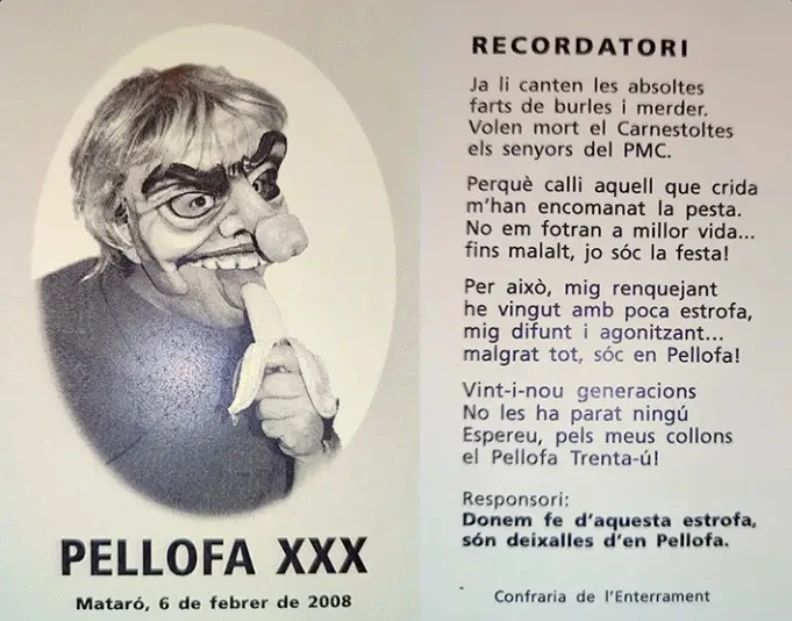 PELLOFA XXX
Mataró, 6 de febrer de 2008
RECORDATORI
Ja li canten les absoltes
farts de burles i merder.
Volen mort el Carnestoltes
els senyors del PMC.
Perquè calli aquell que crida
m'han encomanat la pesta.
No em fotran a millor vida...
fins malalt, jo sóc la festa!
Per això, mig renquejant
he vingut amb poca estrofa,
mig difunt i agonitzant...
malgrat tot, sóc en Pellofa!
Vint-i-nou generacions
No les ha parat ningú
Espereu, pels meus collons
el Pellofa Trenta-ú!
Responsori:
Donem fe d'aquesta estrofa,
són deixalles d'en Pellofa.
Confraria de l'Enterrament